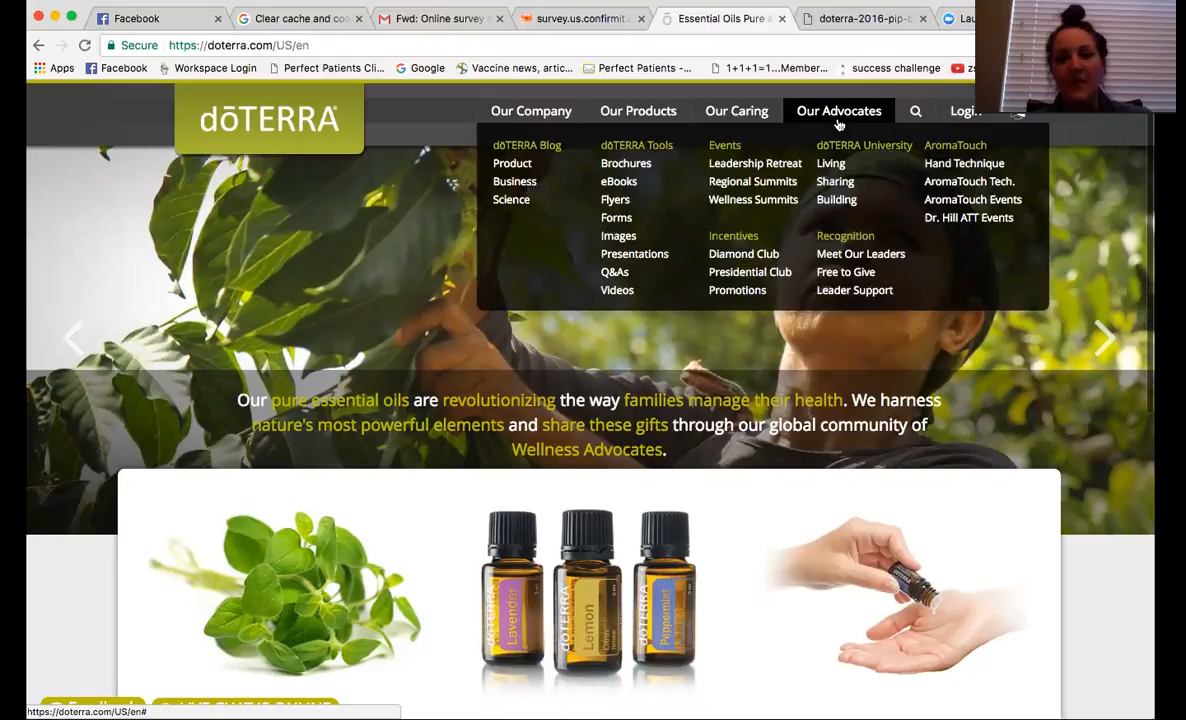 Facebook
Clear cache and coo
Fwd: Online survey
survey.us.confirmit.c
Essential Oils Pure a
doterra-2016-pip-b
Lau
Secure https://doterra.com/US/en
Apps Facebook Workspace Login Perfect Patients Cli... Google Vaccine news, artic... Perfect Patients -... 1+1+1=1...Member... success challenge
dōTERRA
Our Company Our Products Our Caring Our Advocates Login
dōTERRA Blog
Product
Business
Science
dōTERRA Tools
Brochures
eBooks
Flyers
Forms
Images
Presentations
Q&As
Videos
Events
Leadership Retreat
Regional Summits
Wellness Summits
Incentives
Diamond Club
Presidential Club
Promotions
dōTERRA University
Living
Sharing
Building
Recognition
Meet Our Leaders
Free to Give
Leader Support
AromaTouch
Hand Technique
AromaTouch Tech.
AromaTouch Events
Dr. Hill ATT Events
Our pure essential oils are revolutionizing the way families manage their health. We harness
nature's most powerful elements and share these gifts through our global community of
Wellness Advocates.
dōTERRA
Lavender
dōTERRA
Lemon
dōTERRA
Peppermint
https://doterra.com/US/en#